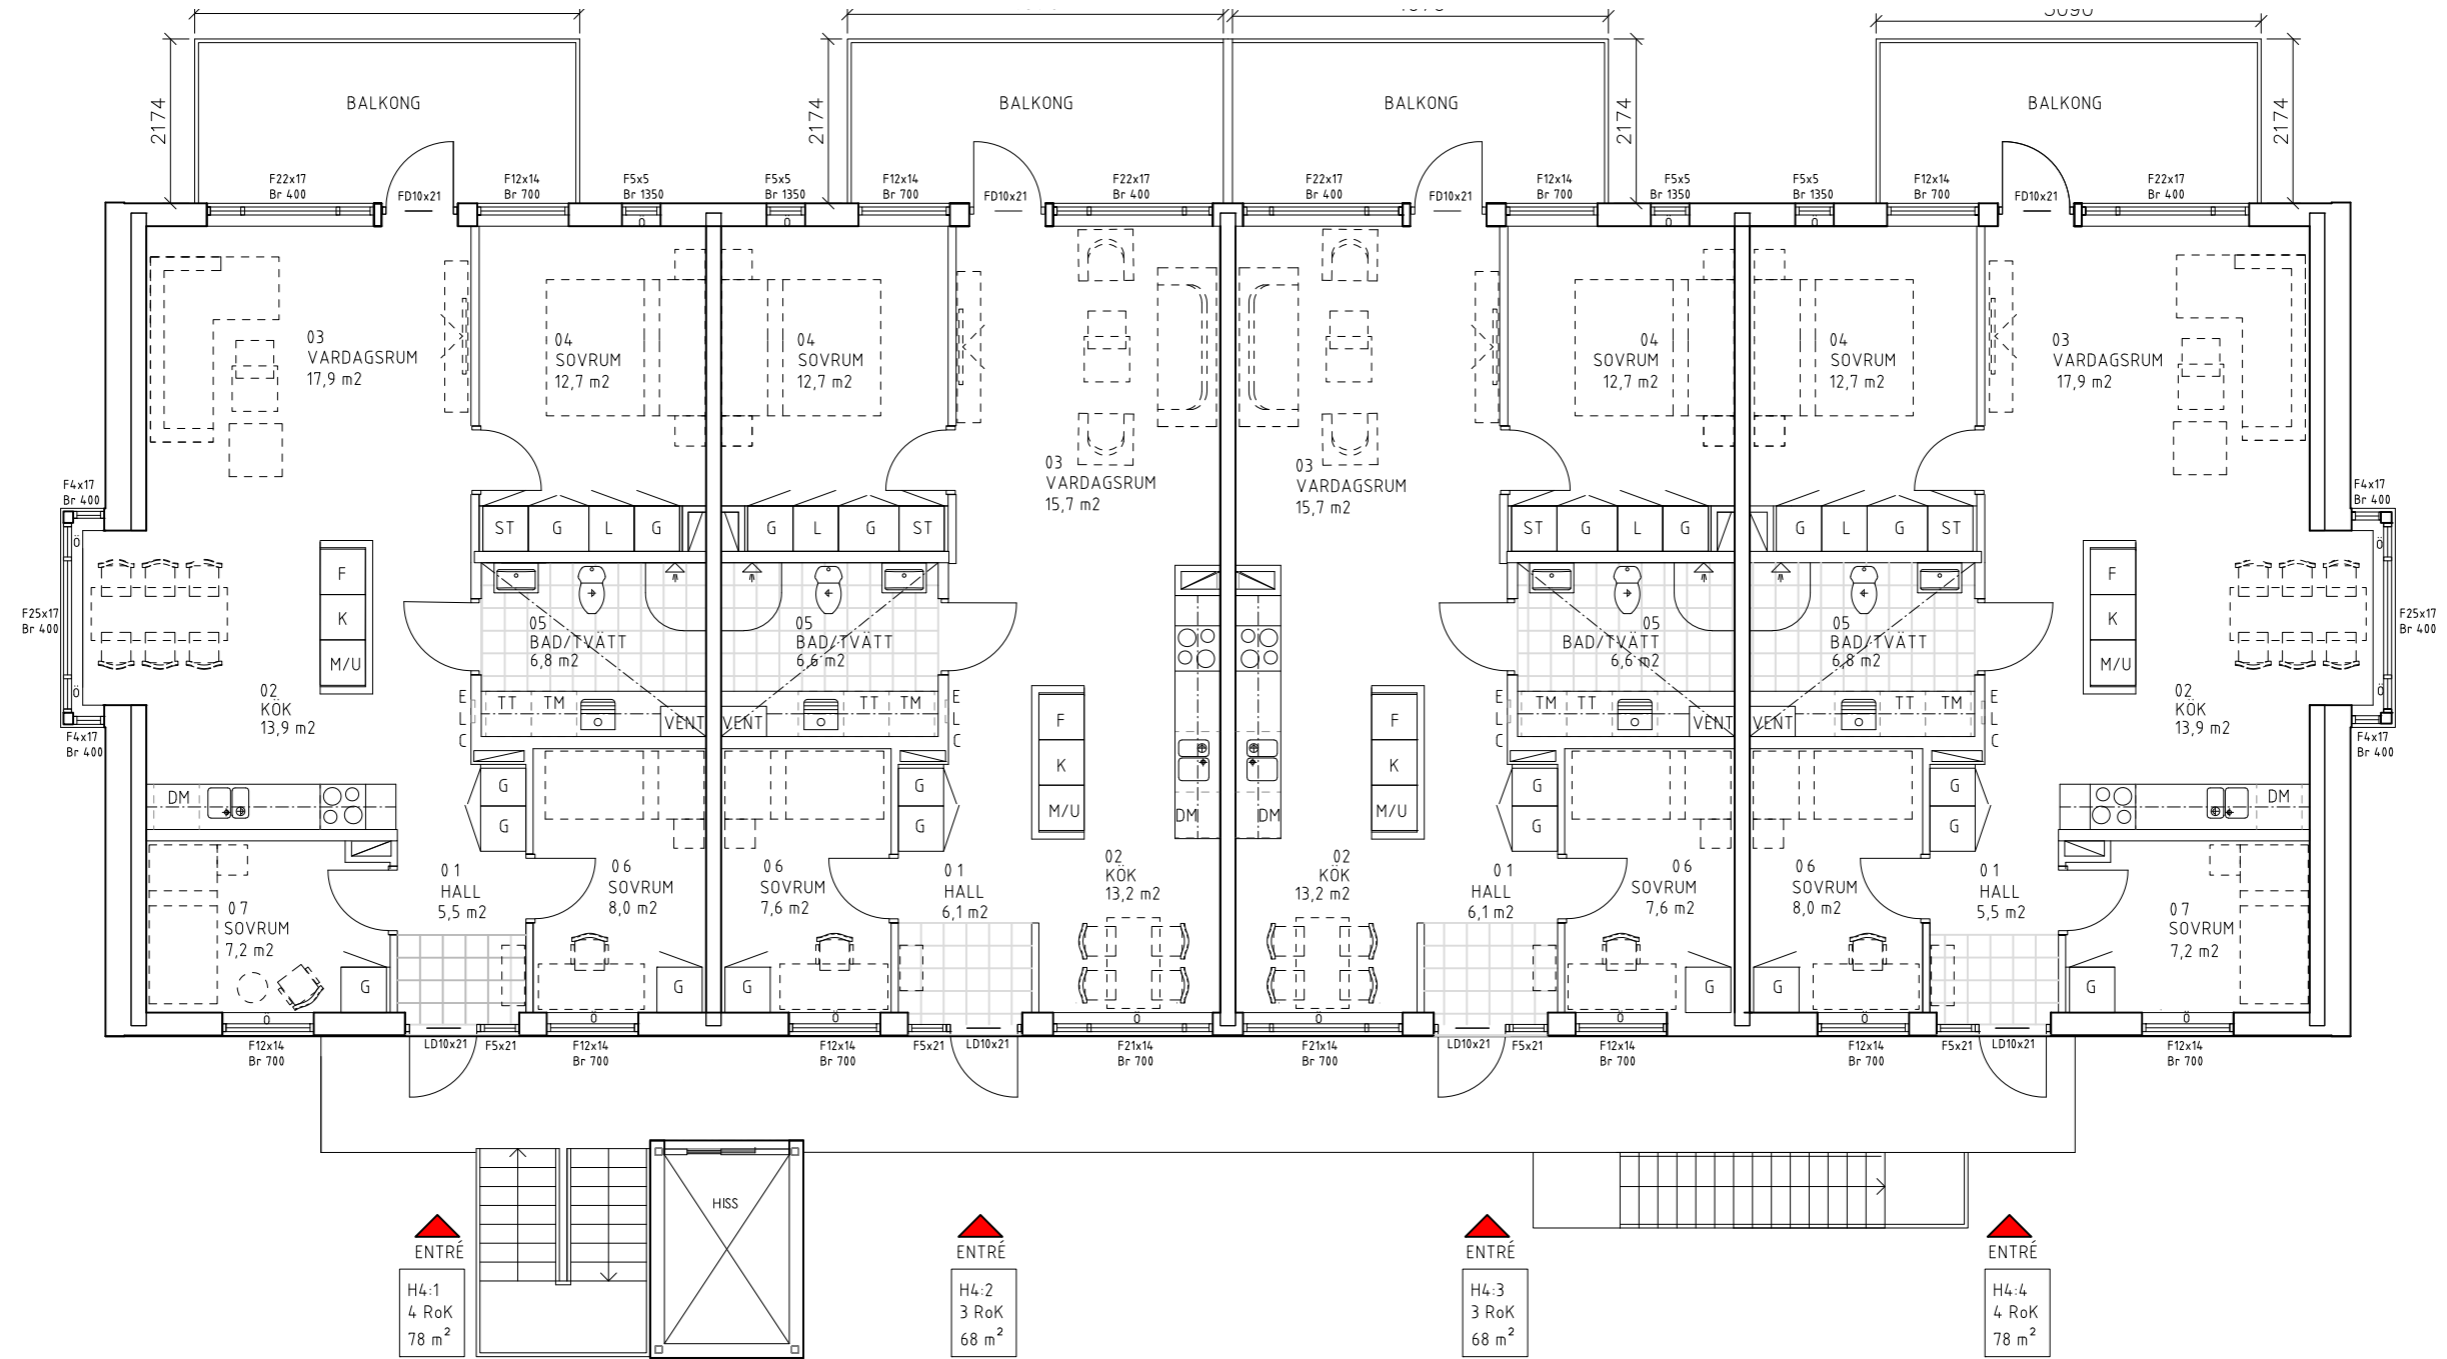 BALKONG
BALKONG
BALKONG
BALKONG
2174
2174
2174
2174
F22x17
Br 400
FD10x21
F12x14
Br 700
F5x5
Br 1350
F5x5
Br 1350
F12x14
Br 700
FD10x21
F22x17
Br 400
F22x17
Br 400
FD10x21
F12x14
Br 700
F5x5
Br 1350
F5x5
Br 1350
F12x14
Br 700
FD10x21
F22x17
Br 400
Ö
Ö
Ö
Ö
03
VARDAGSRUM
17,9 m2
04
SOVRUM
12,7 m2
04
SOVRUM
12,7 m2
03
VARDAGSRUM
15,7 m2
03
VARDAGSRUM
15,7 m2
04
SOVRUM
12,7 m2
04
SOVRUM
12,7 m2
03
VARDAGSRUM
17,9 m2
F4x17
Br 400
F4x17
Br 400
ST G L G
G L G ST
ST G L G
G L G ST
Ö
Ö
F25x17
Br 400
F25x17
Br 400
Ö
Ö
F
K
M/U
F
K
M/U
05
BAD/TVÄTT
6,8 m2
05
BAD/TVÄTT
6,6 m2
05
BAD/TVÄTT
6,6 m2
05
BAD/TVÄTT
6,8 m2
02
KÖK
13,9 m2
02
KÖK
13,9 m2
F4x17
Br 400
F4x17
Br 400
ELC
TT TM VENT
VENT TT TM
ELC
ELC
TM TT VENT
VENT TT TM
ELC
F
K
M/U
F
K
M/U
DM
DM
DM
DM
G
G
G
G
G
G
G
G
07
SOVRUM
7,2 m2
01
HALL
5,5 m2
06
SOVRUM
8,0 m2
06
SOVRUM
7,6 m2
01
HALL
6,1 m2
02
KÖK
13,2 m2
02
KÖK
13,2 m2
01
HALL
6,1 m2
06
SOVRUM
7,6 m2
06
SOVRUM
8,0 m2
01
HALL
5,5 m2
07
SOVRUM
7,2 m2
G
G
G
G
G
G
Ö
Ö
Ö
Ö
Ö
Ö
Ö
Ö
F12x14
Br 700
LD10x21
F5x21
F12x14
Br 700
F12x14
Br 700
F5x21
LD10x21
F21x14
Br 700
F21x14
Br 700
LD10x21
F5x21
F12x14
Br 700
F12x14
Br 700
F5x21
LD10x21
F12x14
Br 700
HISS
ENTRÉ
H4:1
4 RoK
78 m²
ENTRÉ
H4:2
3 RoK
68 m²
ENTRÉ
H4:3
3 RoK
68 m²
ENTRÉ
H4:4
4 RoK
78 m²